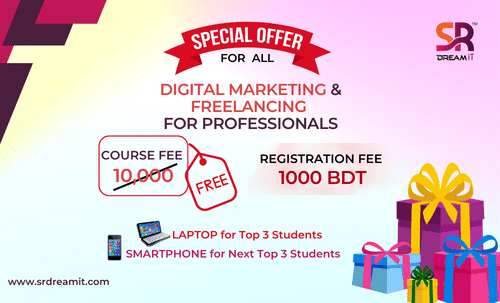 SPECIAL OFFER
FOR ALL
SR™
DREAM IT
DIGITAL MARKETING &
FREELANCING
FOR PROFESSIONALS
COURSE FEE
10,000
FREE
REGISTRATION FEE
1000 BDT
LAPTOP for Top 3 Students
SMARTPHONE for Next Top 3 Students
www.srdreamit.com